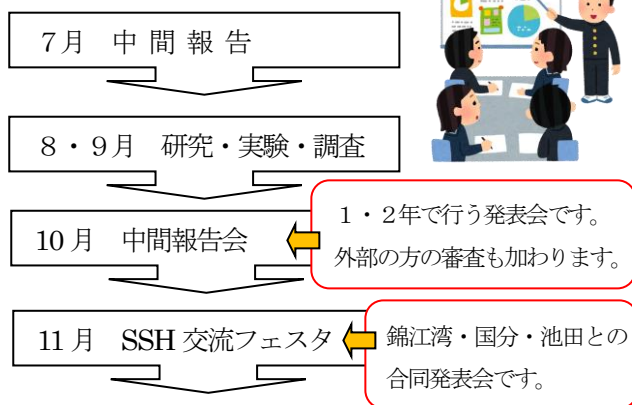 7月 中 間 報 告
8・9月 研究・実験・調査
10月 中間報告会
1・2年で行う発表会です。
外部の方の審査も加わります。
11月 SSH 交流フェスタ
錦江湾・国分・池田との
合同発表会です。